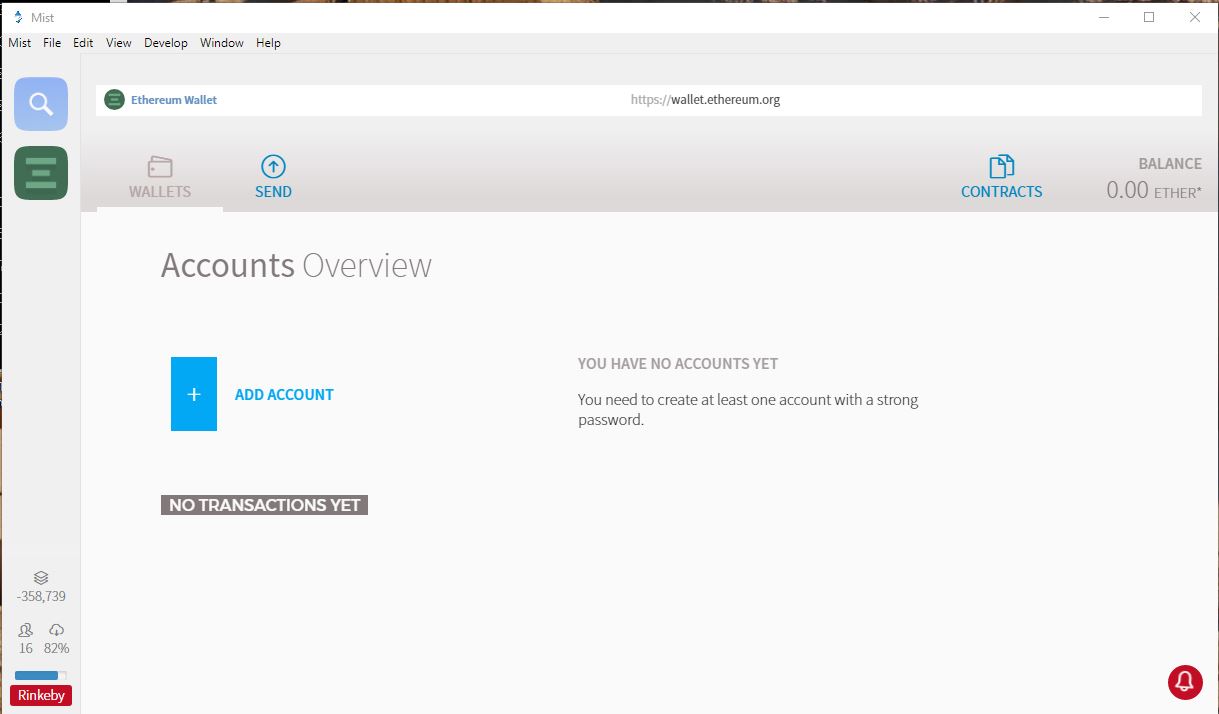 Mist
Mist File Edit View Develop Window Help
Ethereum Wallet https://wallet.ethereum.org
WALLETS SEND CONTRACTS BALANCE
0.00 ETHER*
Accounts Overview
ADD ACCOUNT
YOU HAVE NO ACCOUNTS YET
You need to create at least one account with a strong
password.
NO TRANSACTIONS YET
-358,739
16 82%
Rinkeby